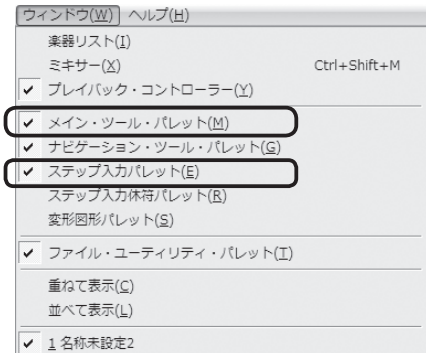 ウィンドウ(W) ヘルプ(H)
楽器リスト(I)
ミキサー(X) Ctrl+Shift+M
プレイバック・コントローラー(Y)
メイン・ツール・パレット(M)
ナビゲーション・ツール・パレット(G)
ステップ入力パレット(E)
ステップ入力休符パレット(R)
変形図形パレット(S)
ファイル・ユーティリティ・パレット(T)
重ねて表示(C)
並べて表示(L)
1 名称未設定2